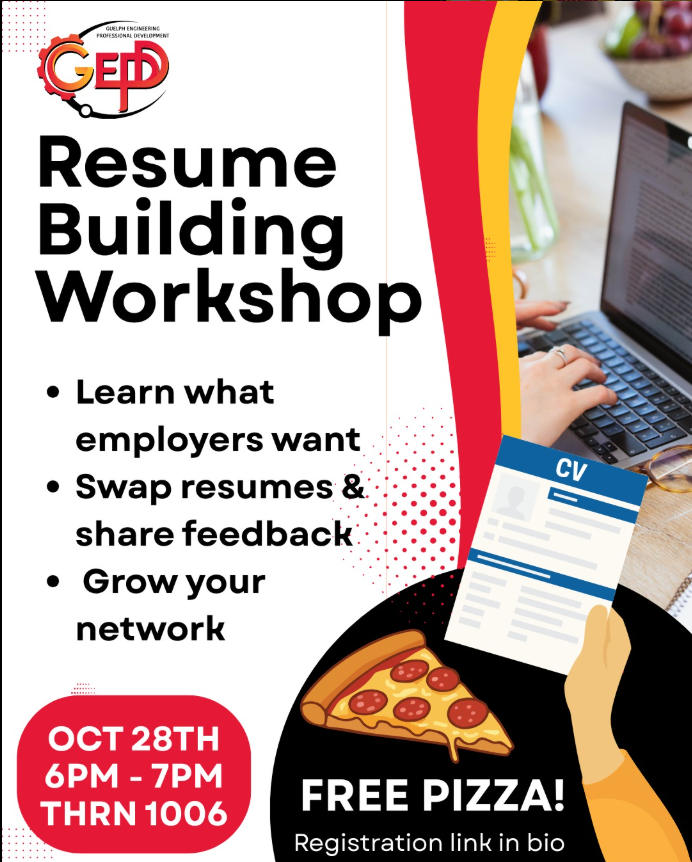 GUELPH ENGINEERING
PROFESSIONAL DEVELOPMENT
GEPD
Resume
Building
Workshop
• Learn what
employers want
• Swap resumes &
share feedback
• Grow your
network
CV
OCT 28TH
6PM - 7PM
THRN 1006
FREE PIZZA!
Registration link in bio